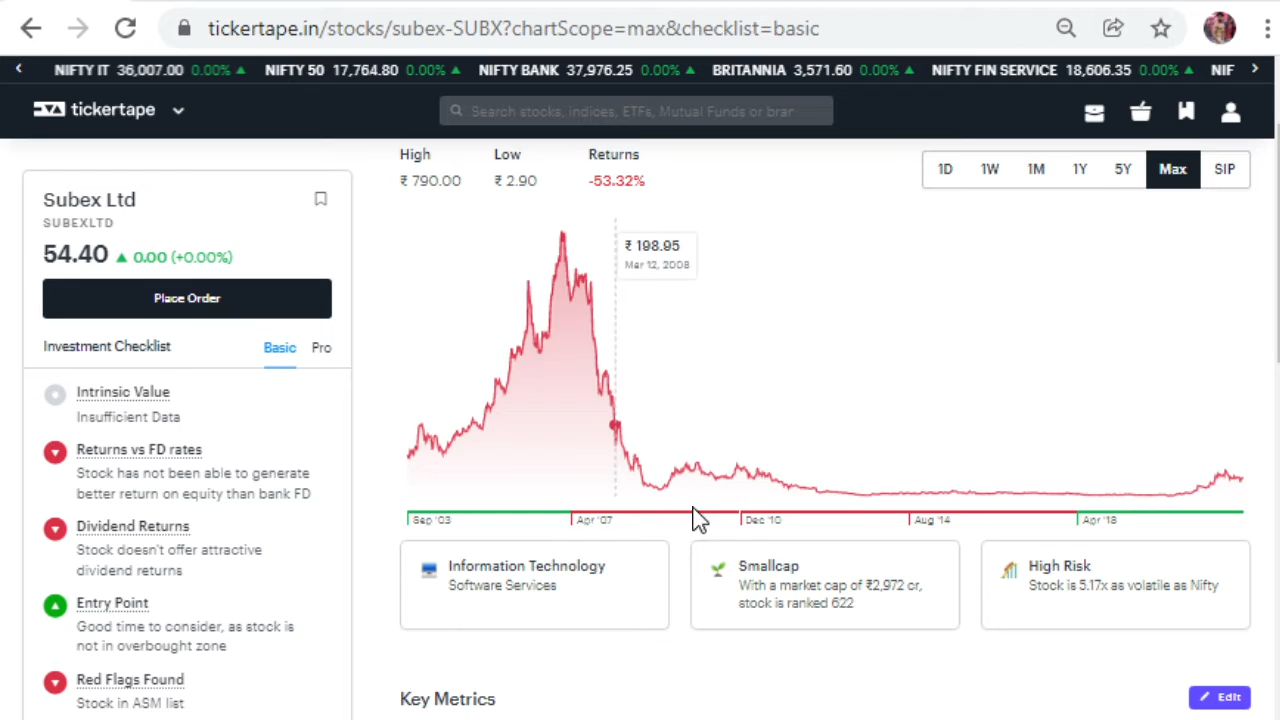 tickertape.in/stocks/subex-SUBX?chartScope=max&checklist=basic
NIFTY IT 36,007.00 0.00% ▲ NIFTY 50 17,764.80 0.00% ▲ NIFTY BANK 37,976.25 0.00% ▲ BRITANNIA 3,571.60 0.00% ▲ NIFTY FIN SERVICE 18,606.35 0.00% ▲ NIF
tickertape
Search stocks, indices, ETFs, Mutual Funds or brar
Subex Ltd
SUBEXLTD
54.40 ▲ 0.00 (+0.00%)
Place Order
Investment Checklist Basic Pro
Intrinsic Value
Insufficient Data
Returns vs FD rates
Stock has not been able to generate
better return on equity than bank FD
Dividend Returns
Stock doesn't offer attractive
dividend returns
Entry Point
Good time to consider, as stock is
not in overbought zone
Red Flags Found
Stock in ASM list
High Low Returns
₹ 790.00 ₹ 2.90 -53.32%
1D 1W 1M 1Y 5Y Max SIP
₹ 198.95
Mar 12, 2008
Sep '03 Apr '07 Dec '10 Aug '14 Apr '18
Information Technology
Software Services
Smallcap
With a market cap of ₹2,972 cr,
stock is ranked 622
High Risk
Stock is 5.17x as volatile as Nifty
Key Metrics
Edit